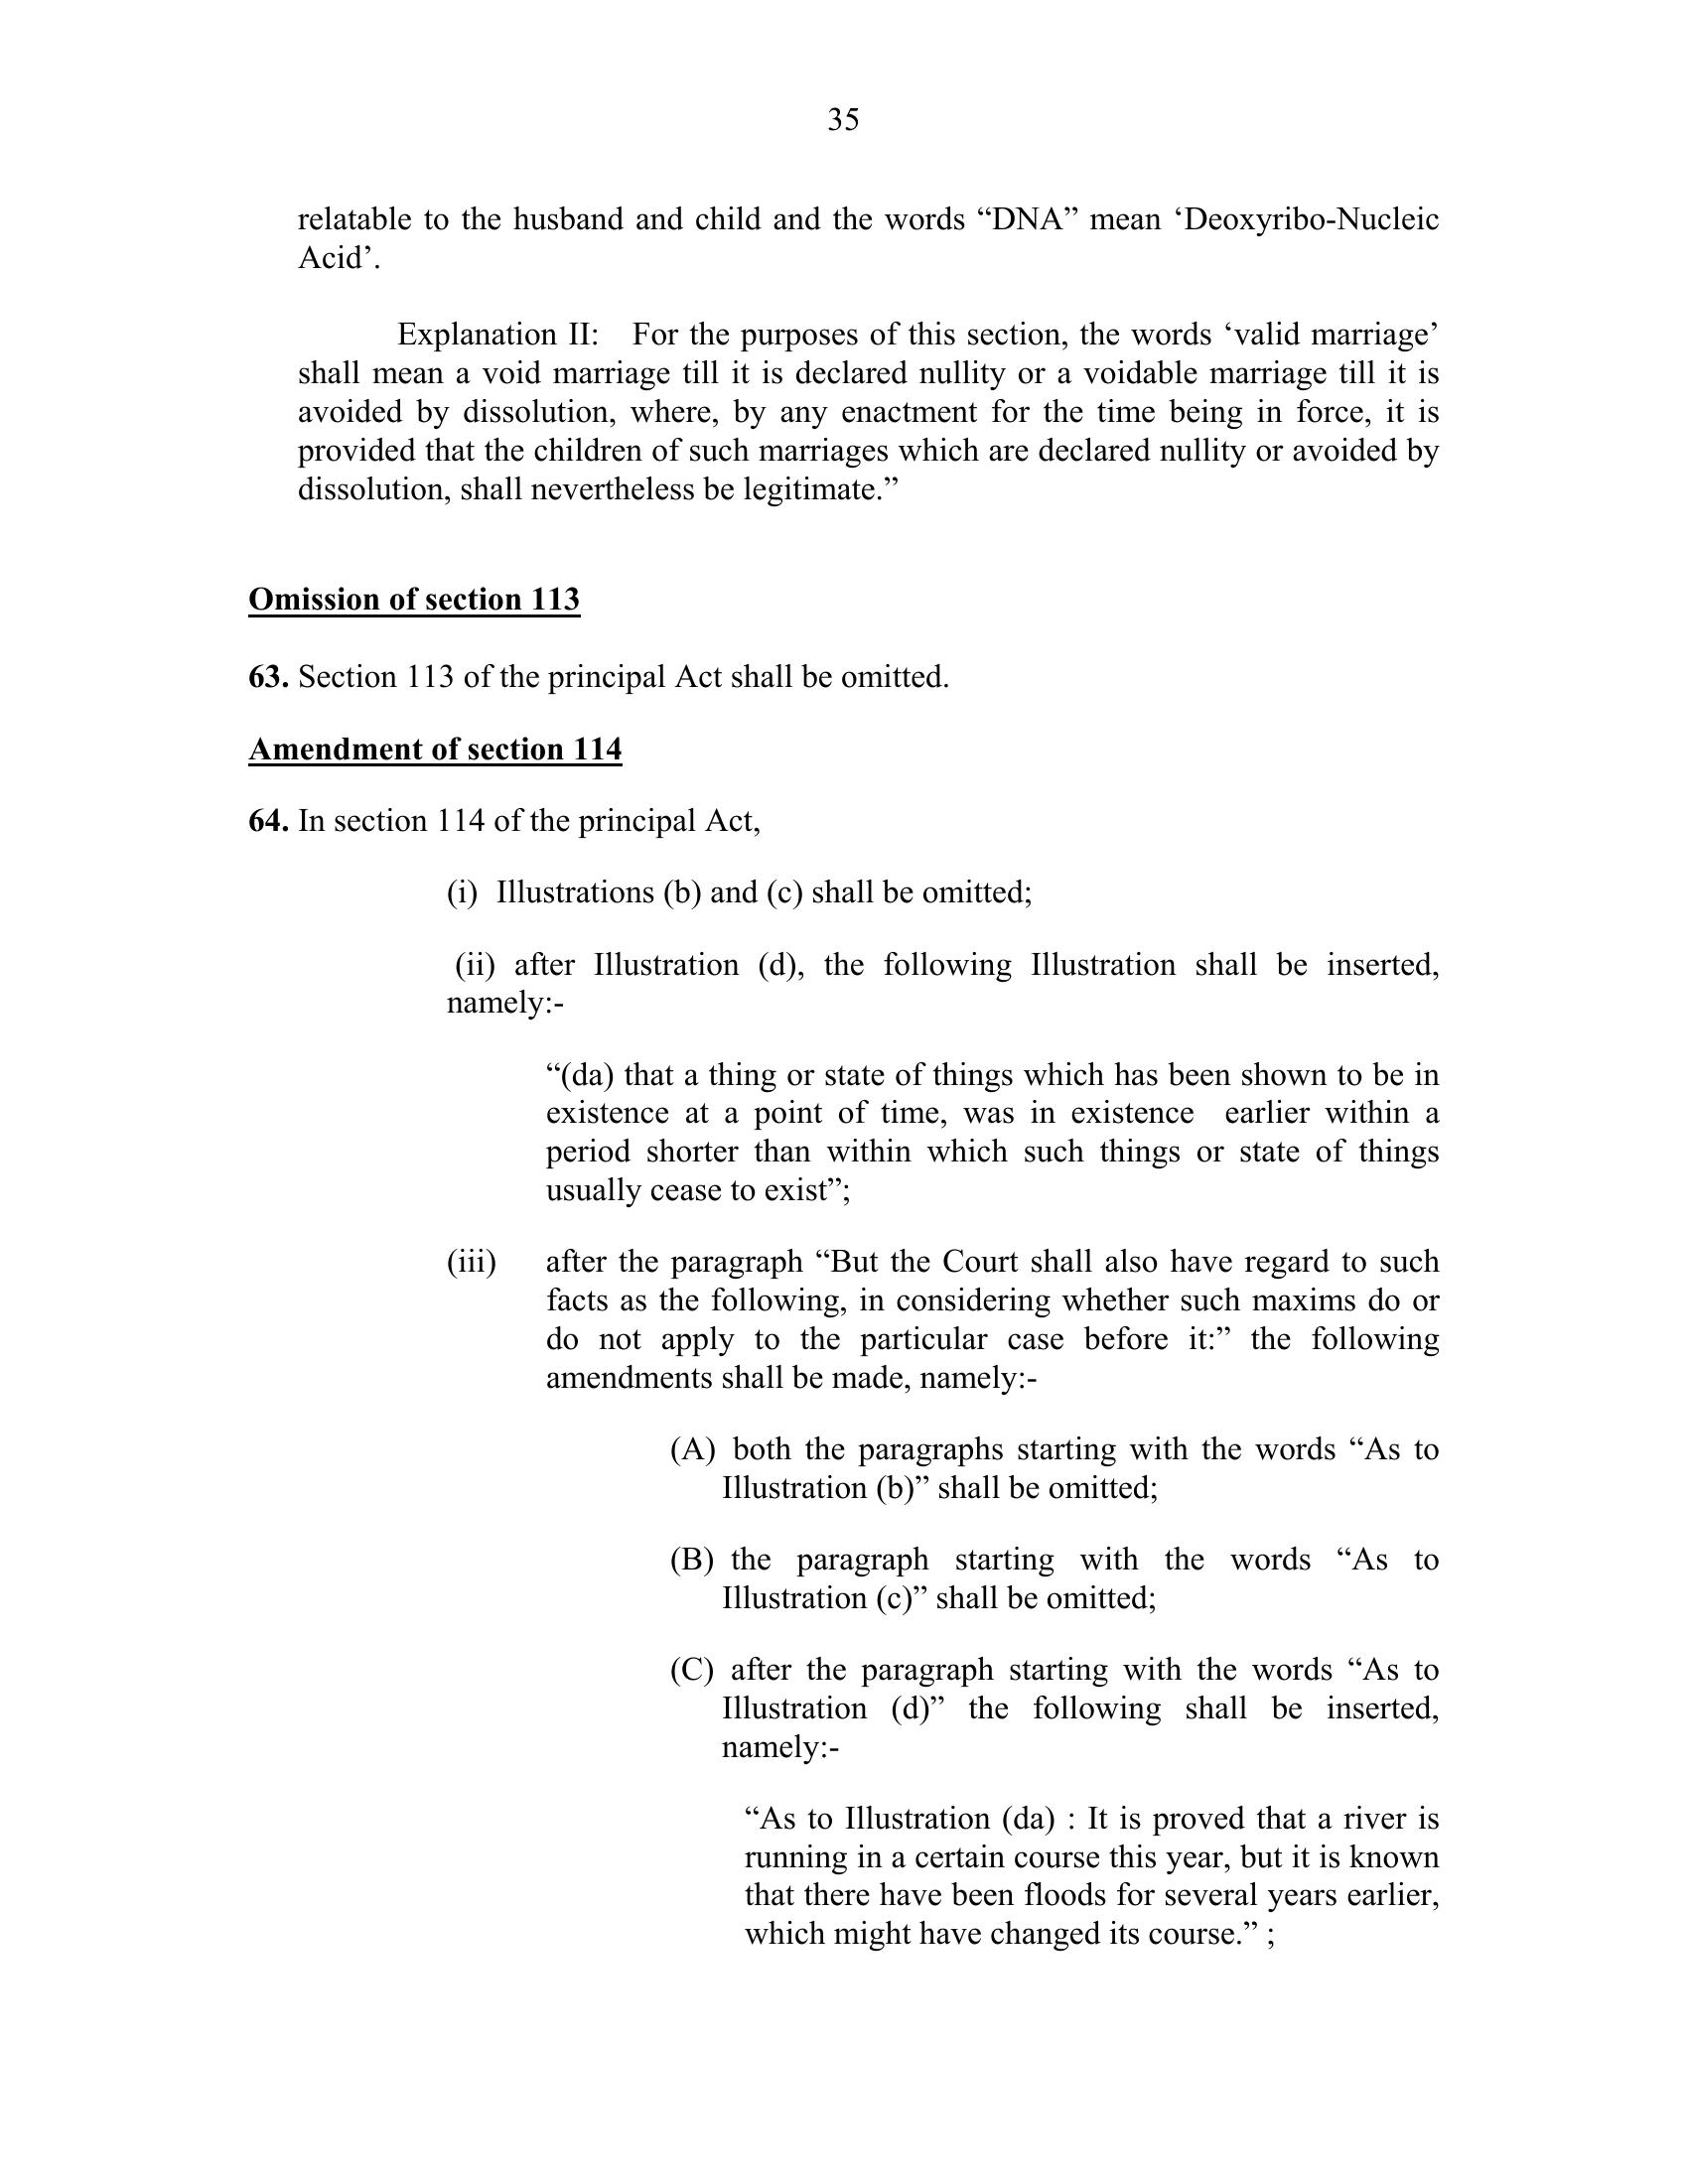 35
relatable to the husband and child and the words “DNA” mean ‘Deoxyribo-Nucleic
Acid’.
Explanation II: For the purposes of this section, the words ‘valid marriage’
shall mean a void marriage till it is declared nullity or a voidable marriage till it is
avoided by dissolution, where, by any enactment for the time being in force, it is
provided that the children of such marriages which are declared nullity or avoided by
dissolution, shall nevertheless be legitimate.”
Omission of section 113
63. Section 113 of the principal Act shall be omitted.
Amendment of section 114
64. In section 114 of the principal Act,
(i) Illustrations (b) and (c) shall be omitted;
(ii) after Illustration (d), the following Illustration shall be inserted,
namely:-
“(da) that a thing or state of things which has been shown to be in
existence at a point of time, was in existence earlier within a
period shorter than within which such things or state of things
usually cease to exist”;
(iii) after the paragraph “But the Court shall also have regard to such
facts as the following, in considering whether such maxims do or
do not apply to the particular case before it:” the following
amendments shall be made, namely:-
(A) both the paragraphs starting with the words “As to
Illustration (b)” shall be omitted;
(B) the paragraph starting with the words “As to
Illustration (c)” shall be omitted;
(C) after the paragraph starting with the words “As to
Illustration (d)” the following shall be inserted,
namely:-
“As to Illustration (da) : It is proved that a river is
running in a certain course this year, but it is known
that there have been floods for several years earlier,
which might have changed its course.” ;